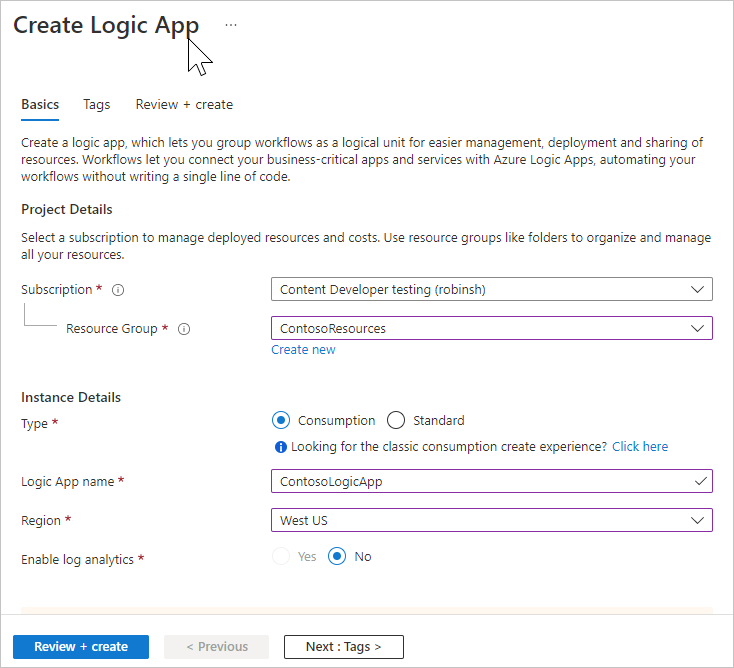 Create Logic App ...
Basics Tags Review + create
Create a logic app, which lets you group workflows as a logical unit for easier management, deployment and sharing of
resources. Workflows let you connect your business-critical apps and services with Azure Logic Apps, automating your
workflows without writing a single line of code.
Project Details
Select a subscription to manage deployed resources and costs. Use resource groups like folders to organize and manage
all your resources.
Subscription * Content Developer testing (robinsh)
Resource Group * ContosoResources
Create new
Instance Details
Type * Consumption Standard
Looking for the classic consumption create experience? Click here
Logic App name * ContosoLogicApp
Region * West US
Enable log analytics * Yes No
Review + create < Previous Next : Tags >